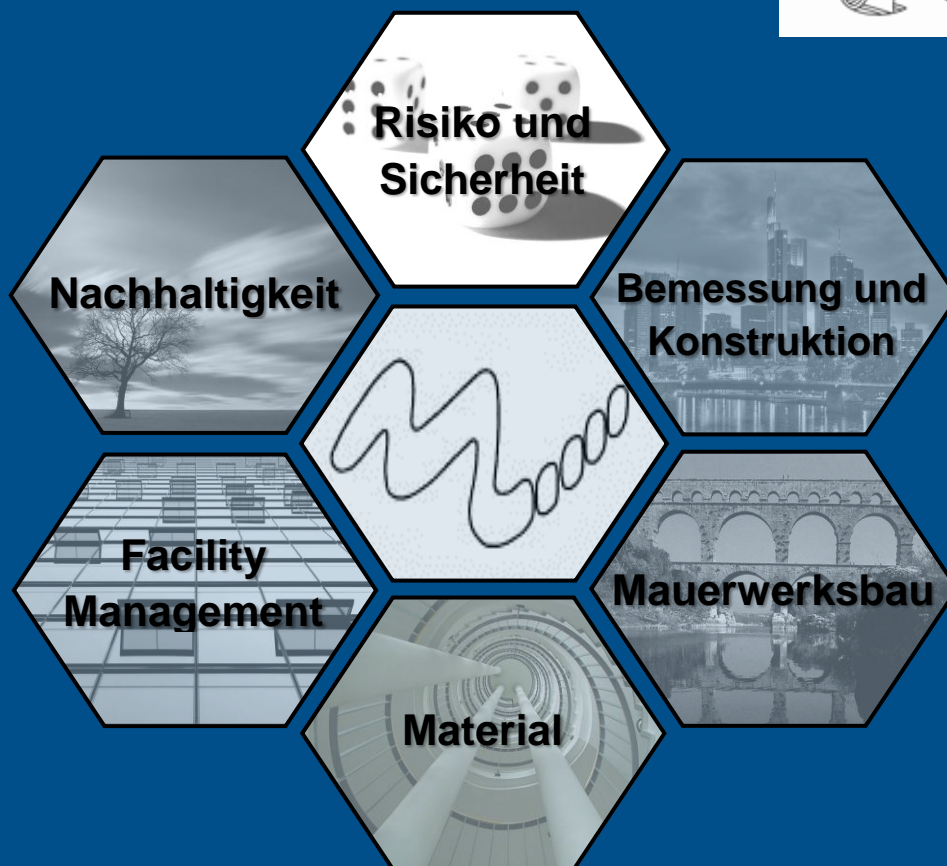 Risiko und
Sicherheit
Nachhaltigkeit
Bemessung und
Konstruktion
Facility
Management
Mauerwerksbau
Material